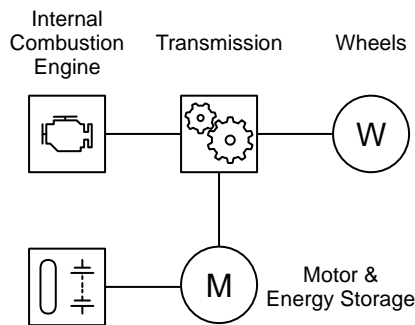 Internal
Combustion
Engine
Transmission
Wheels
W
M
Motor &
Energy Storage